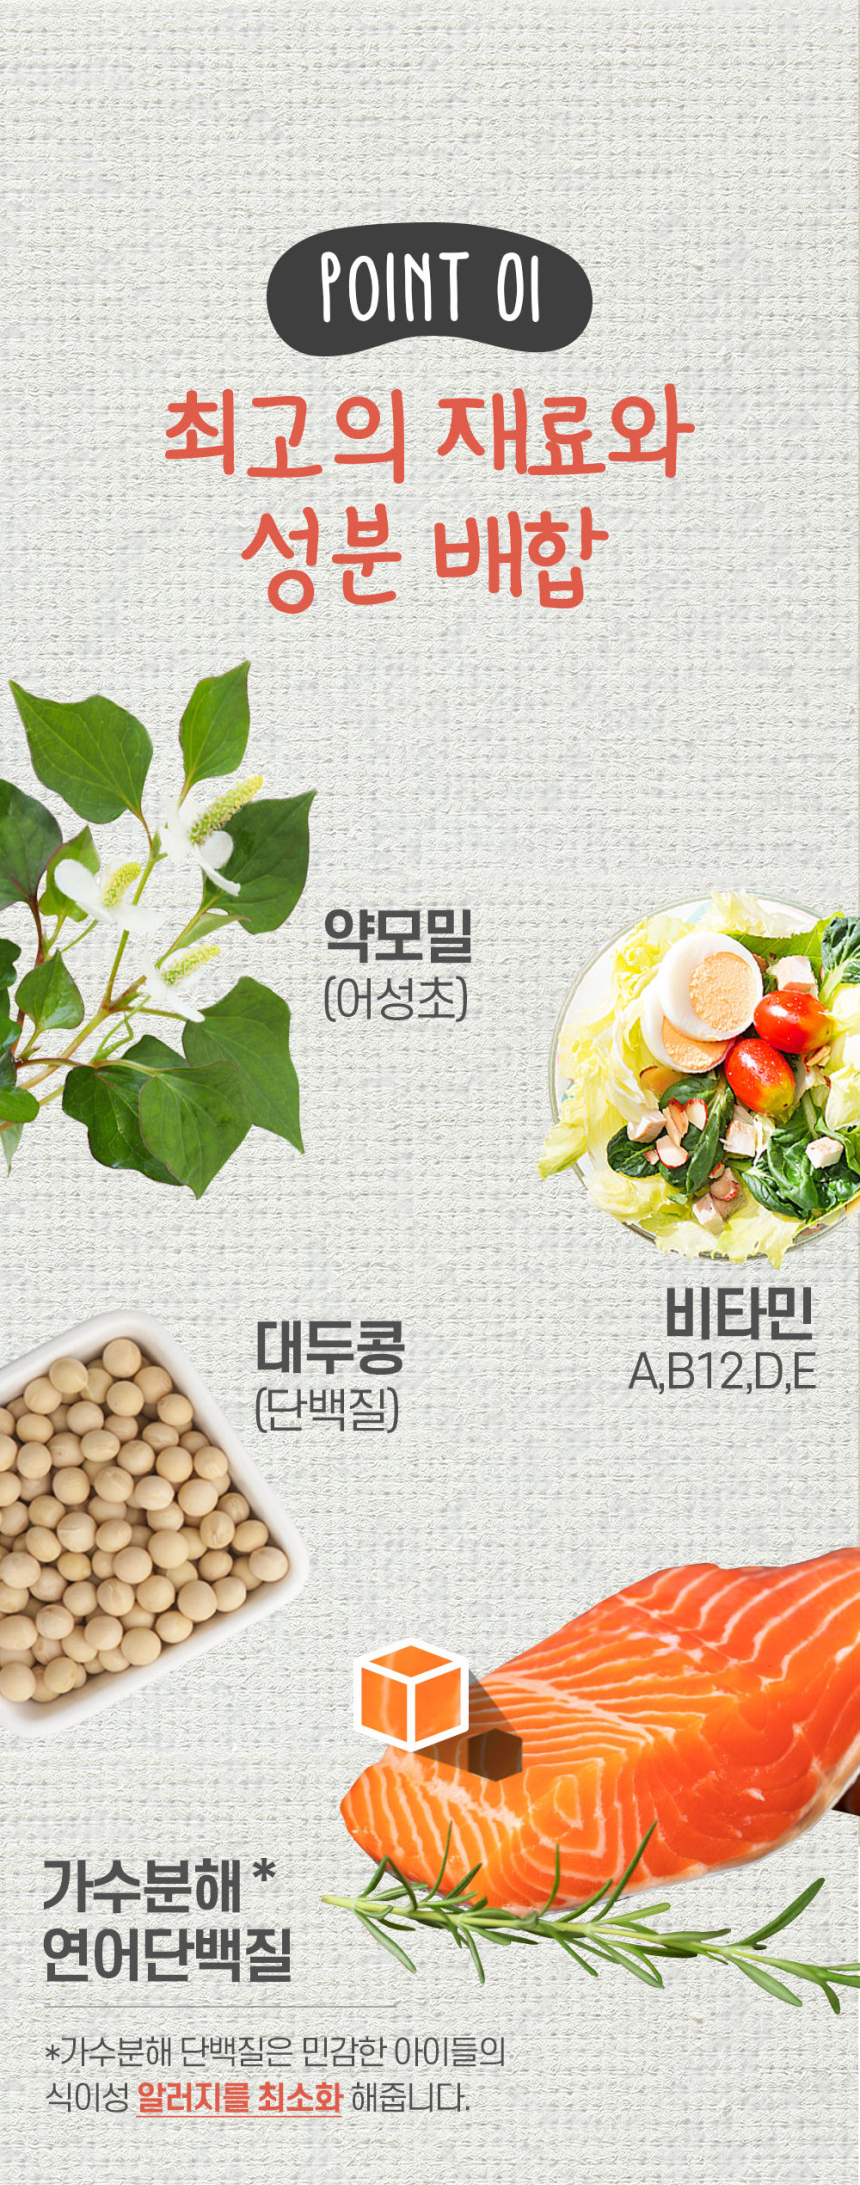 POINT 01
최고의 재료와
성분 배합
약모밀
(어성초)
비타민
A,B12,D,E
대두콩
(단백질)
가수분해*
연어단백질
*가수분해 단백질은 민감한 아이들의
식이성 알러지를 최소화 해줍니다.